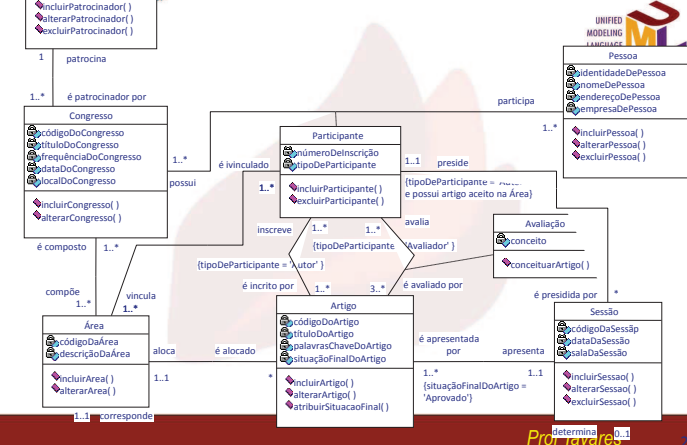 incluirPatrocinador( )
alterarPatrocinador( )
excluirPatrocinador( )
UNIFIED
MODELING
LANGUAGE
1 patrocina
Pessoa
identidadeDePessoa
nomeDePessoa
endereçoDePessoa
empresaDePessoa
incluirPessoa( )
alterarPessoa( )
excluirPessoa( )
1..* é patrocinador por
participa
1..*
Congresso
códigoDoCongresso
títuloDoCongresso
frequênciaDoCongresso
dataDoCongresso
localDoCongresso
incluirCongresso( )
alterarCongresso( )
1..*
possui
é ivinculado
1..*
Participante
númeroDeInscrição
tipoDeParticipante
incluirParticipante( )
excluirParticipante( )
1..1 preside
{tipoDeParticipante =
e possui artigo aceito na Área}
inscreve 1..*
1..* avalia
{tipoDeParticipante 'Avaliador' }
{tipoDeParticipante = 'Autor' }
Avaliação
conceito
conceituarArtigo( )
é composto 1..*
compõe
1..*
vincula
1..*
é incrito por 1..*
3..* é avaliado por
é presidida por *
Área
códigoDaÁrea
descriçãoDaÁrea
incluirArea( )
alterarArea( )
aloca
1..1
é alocado
*
Artigo
códigoDoArtigo
títuloDoArtigo
palavrasChaveDoArtigo
situaçãoFinalDoArtigo
incluirArtigo( )
alterarArtigo( )
atribuirSituacaoFinal( )
é apresentada
por
apresenta
1..*
1..1
{situaçãoFinalDoArtigo =
'Aprovado'}
Sessão
códigoDaSessãp
dataDaSessão
salaDaSessão
incluirSessao( )
alterarSessao( )
excluirSessao( )
1..1 corresponde
determina 0..1
Prof Tavares